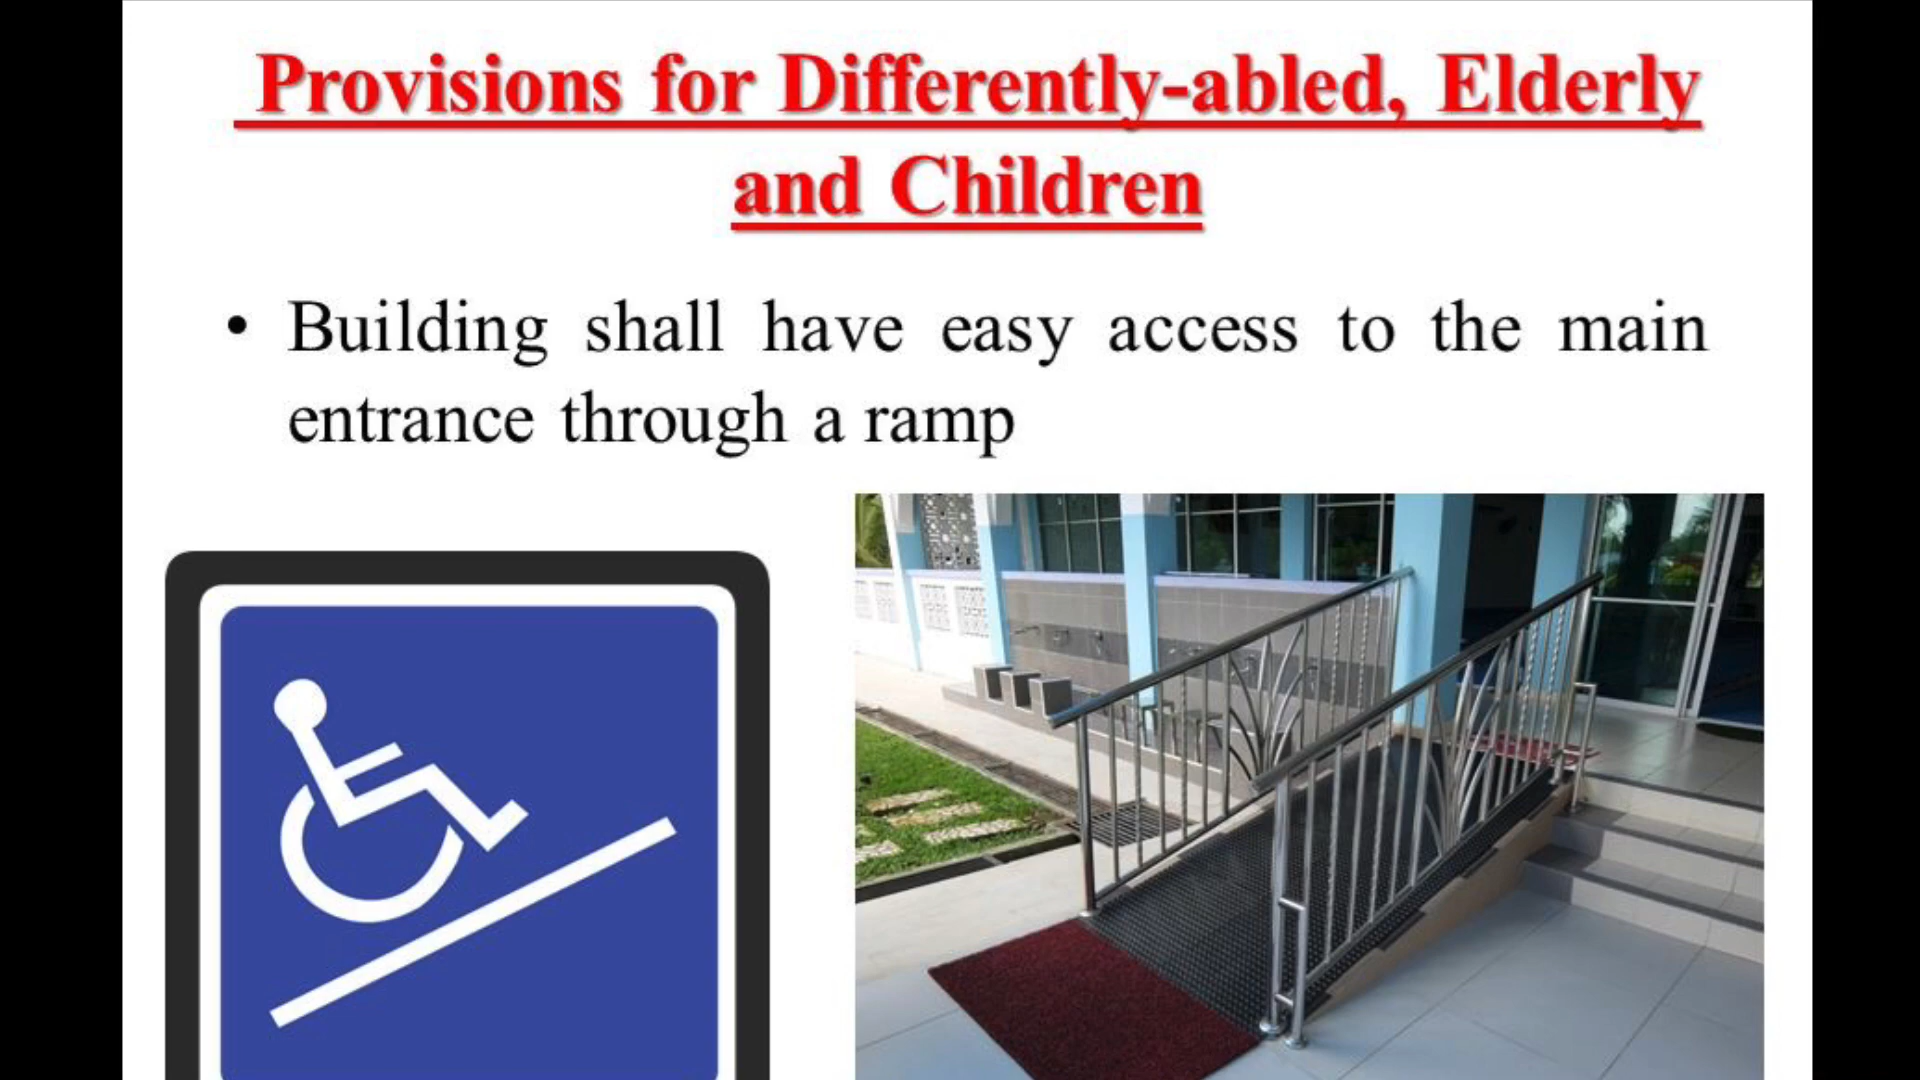 Provisions for Differently-abled, Elderly
and Children
• Building shall have easy access to the main
entrance through a ramp